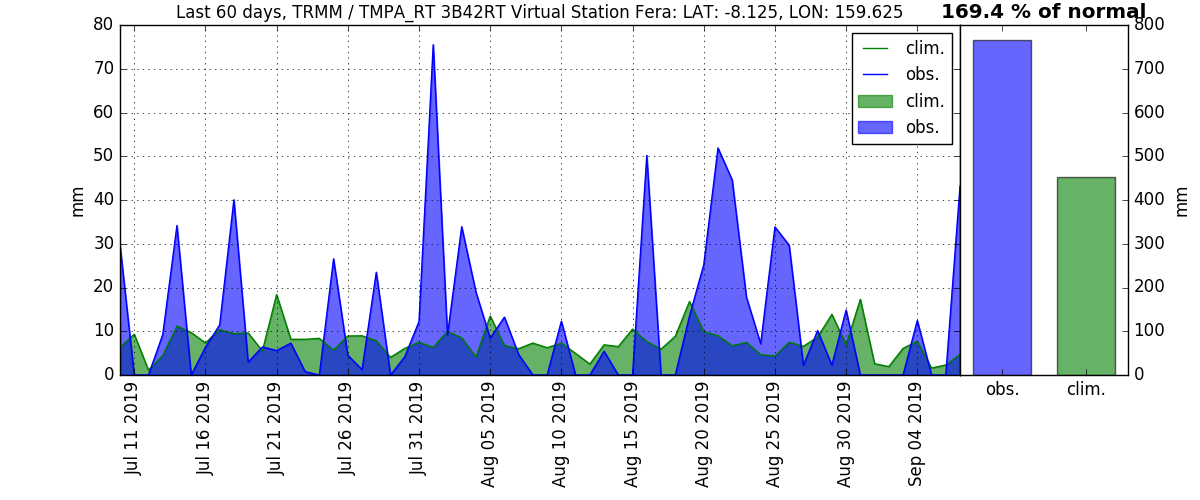 Last 60 days, TRMM / TMPA_RT 3B42RT Virtual Station Fera: LAT: -8.125, LON: 159.625
169.4 % of normal
80
70
60
50
40
30
20
10
0
mm
clim.
obs.
clim.
obs.
800
700
600
500
400
300
200
100
0
mm
Jul 11 2019
Jul 16 2019
Jul 21 2019
Jul 26 2019
Jul 31 2019
Aug 05 2019
Aug 10 2019
Aug 15 2019
Aug 20 2019
Aug 25 2019
Aug 30 2019
Sep 04 2019
obs.
clim.